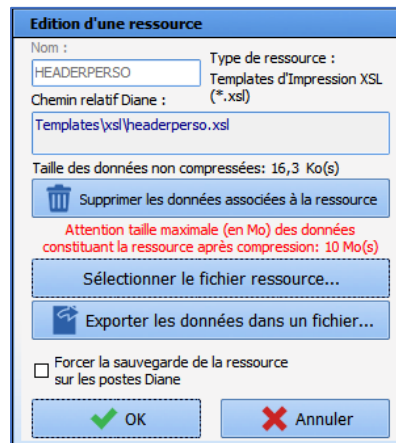 Edition d'une ressource
Nom :
HEADERPERSO
Type de ressource :
Templates d'Impression XSL
(*.xsl)
Chemin relatif Diane :
Templates\xsl\headerperso.xsl
Taille des données non compressées: 16,3 Ko(s)
Supprimer les données associées à la ressource
Attention taille maximale (en Mo) des données
constituant la ressource après compression: 10 Mo(s)
Sélectionner le fichier ressource...
Exporter les données dans un fichier...
Forcer la sauvegarde de la ressource
sur les postes Diane
OK
Annuler